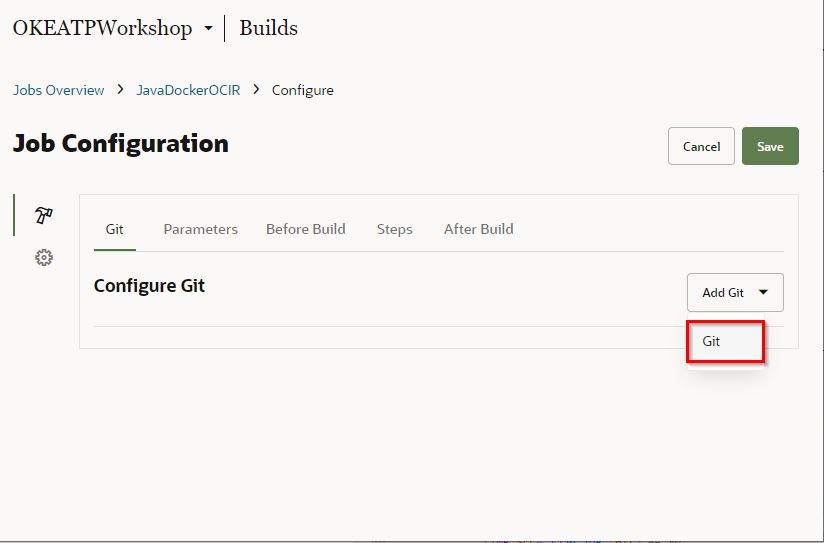 OKEATPWorkshop Builds
Jobs Overview > JavaDockerOCIR > Configure
Job Configuration
Cancel Save
Git Parameters Before Build Steps After Build
Configure Git
Add Git
Git